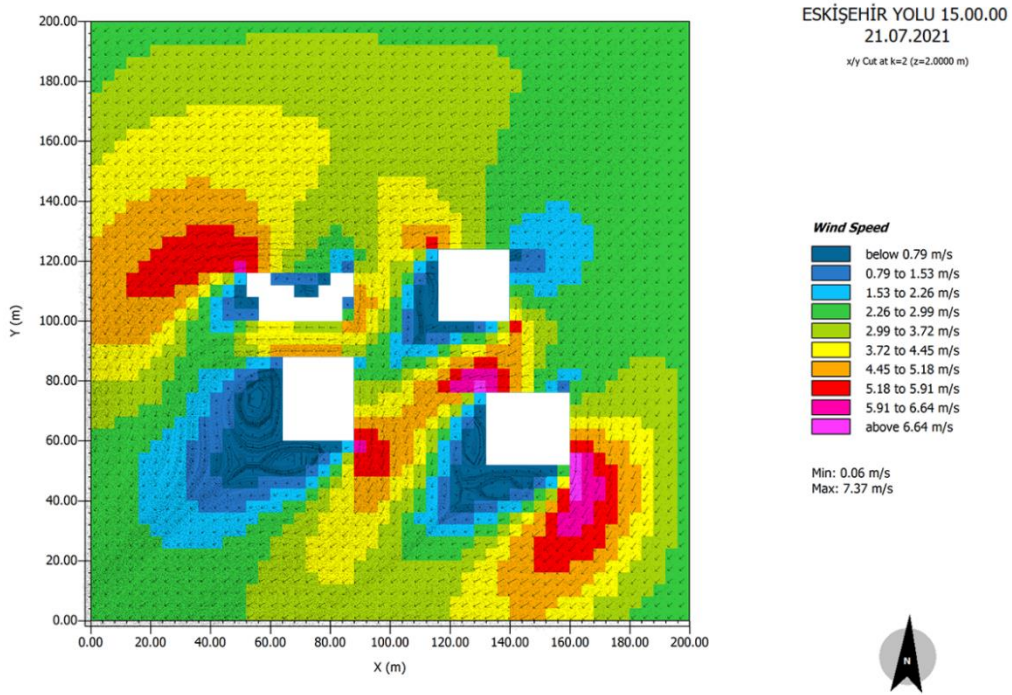 ESKİŞEHİR YOLU 15.00.00
21.07.2021
x/y Cut at k=2 (z=2.0000 m)
200.00
180.00
160.00
140.00
120.00
100.00
80.00
60.00
40.00
20.00
0.00
Y (m)
0.00 20.00 40.00 60.00 80.00 100.00 120.00 140.00 160.00 180.00 200.00
X (m)
Wind Speed
below 0.79 m/s
0.79 to 1.53 m/s
1.53 to 2.26 m/s
2.26 to 2.99 m/s
2.99 to 3.72 m/s
3.72 to 4.45 m/s
4.45 to 5.18 m/s
5.18 to 5.91 m/s
5.91 to 6.64 m/s
above 6.64 m/s
Min: 0.06 m/s
Max: 7.37 m/s
N